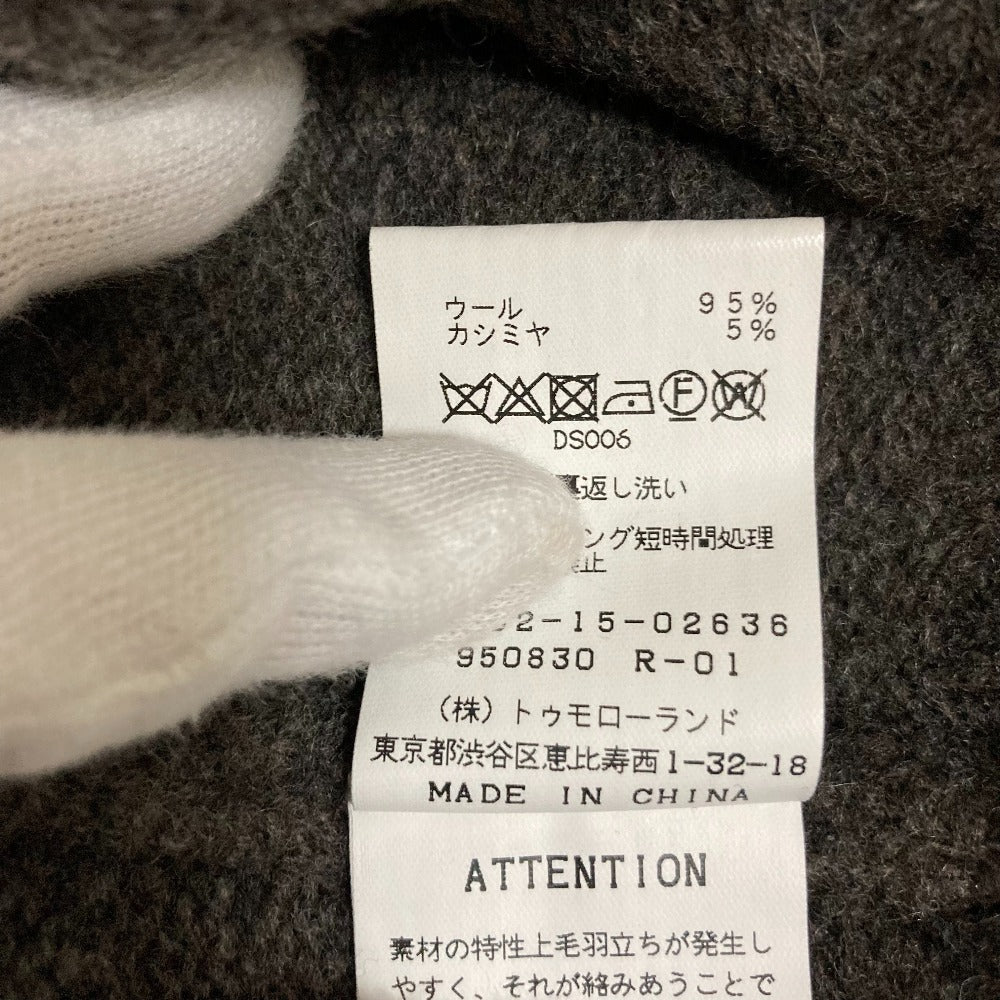 ウール 95%
カシミヤ 5%
F W
DS006
裏返し洗い
ング短時間処理
止
2-15-02636
950830 R-01
(株)トゥモローランド
東京都渋谷区恵比寿西1-32-18
MADE IN CHINA
ATTENTION
素材の特性上毛羽立ちが発生し
やすく、それが絡みあうことで